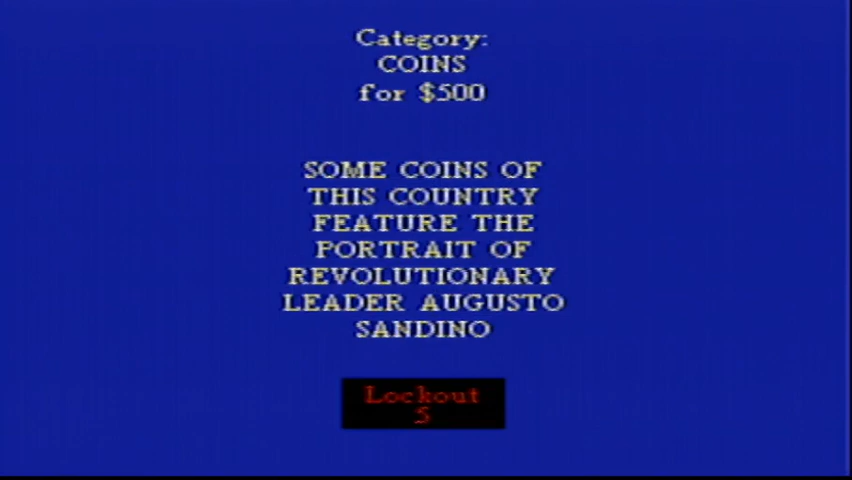 Category:
COINS
for $500
SOME COINS OF
THIS COUNTRY
FEATURE THE
PORTRAIT OF
REVOLUTIONARY
LEADER AUGUSTO
SANDINO
Lockout
5